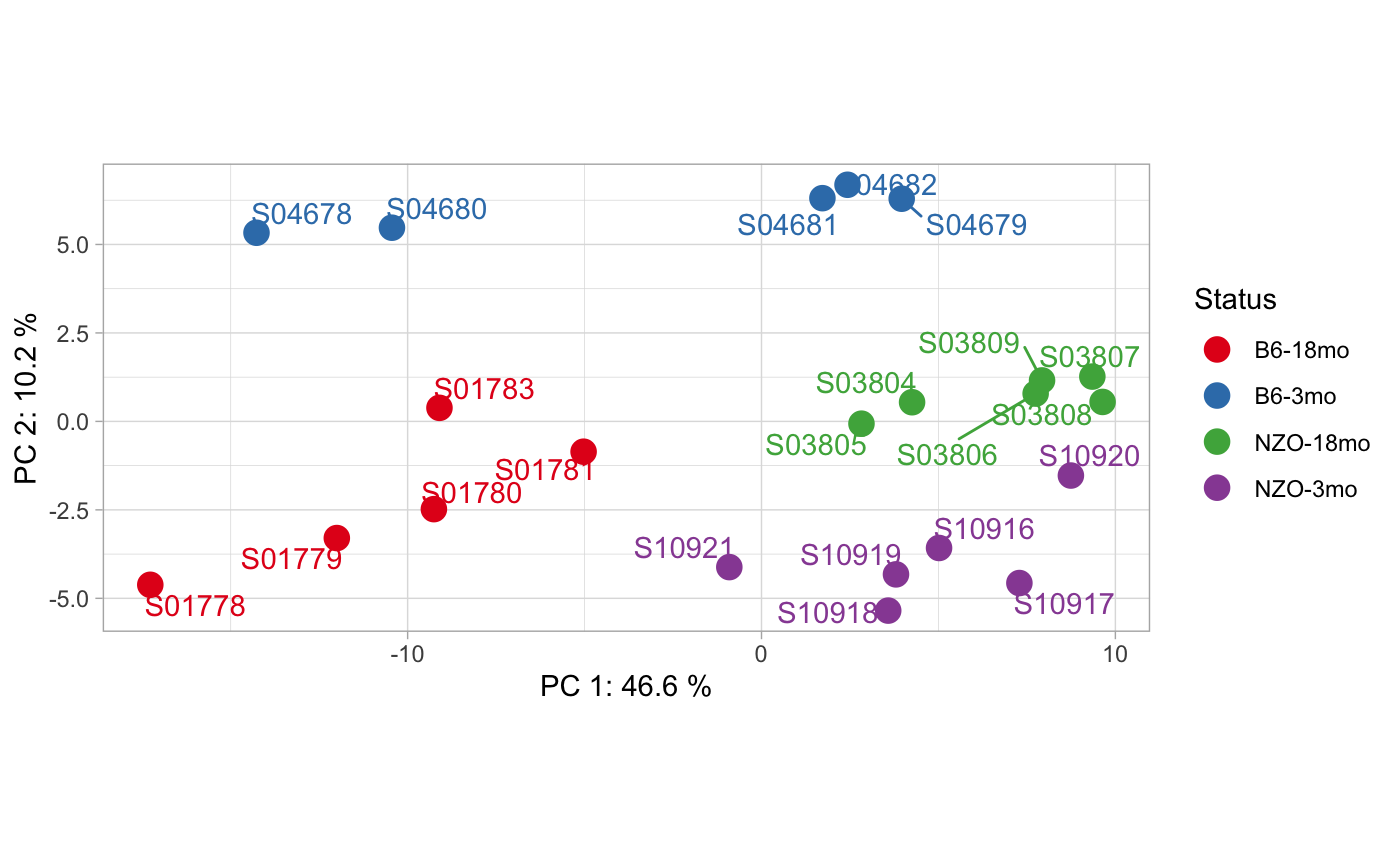 04682
S04678
S04680
S04681
S04679
5.0
2.5
S03809
S03807
S03804
S01783
S03808
0.0
S03805
S03806
S10920
S01781
S01780
-2.5
S10916
S10921
S10919
S01779
-5.0
S01778
S10917
S10918
-10
0
10
PC 1: 46.6 %
PC 2: 10.2 %
Status
B6-18mo
B6-3mo
NZO-18mo
NZO-3mo